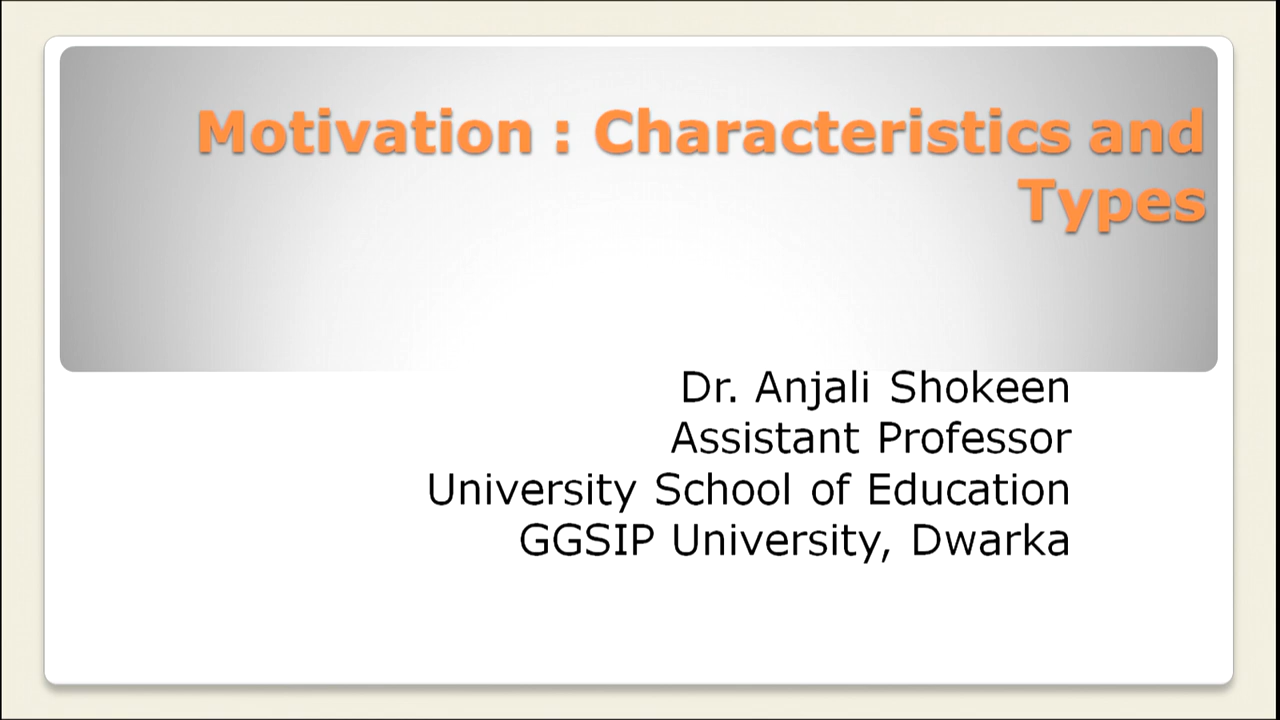 Motivation : Characteristics and
Types
Dr. Anjali Shokeen
Assistant Professor
University School of Education
GGSIP University, Dwarka